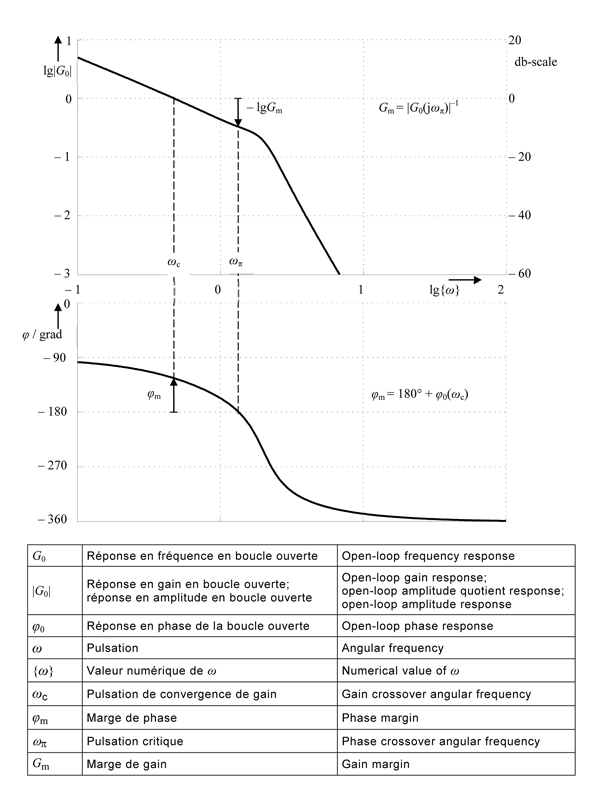 1
20
lg|G₀|
db-scale
0
– lgGₘ
Gₘ = |G₀(jωπ)|⁻¹
0
– 1
– 20
– 2
– 40
ωc
ωπ
– 3
– 60
– 1
0
1
lg{ω}
2
0
φ / grad
– 90
φₘ
φₘ = 180° + φ₀(ωc)
– 180
– 270
– 360
G₀ Réponse en fréquence en boucle ouverte Open-loop frequency response
|G₀| Réponse en gain en boucle ouverte; Open-loop gain response;
réponse en amplitude en boucle ouverte open-loop amplitude quotient response;
open-loop amplitude response
φ₀ Réponse en phase de la boucle ouverte Open-loop phase response
ω Pulsation Angular frequency
{ω} Valeur numérique de ω Numerical value of ω
ωc Pulsation de convergence de gain Gain crossover angular frequency
φₘ Marge de phase Phase margin
ωπ Pulsation critique Phase crossover angular frequency
Gₘ Marge de gain Gain margin